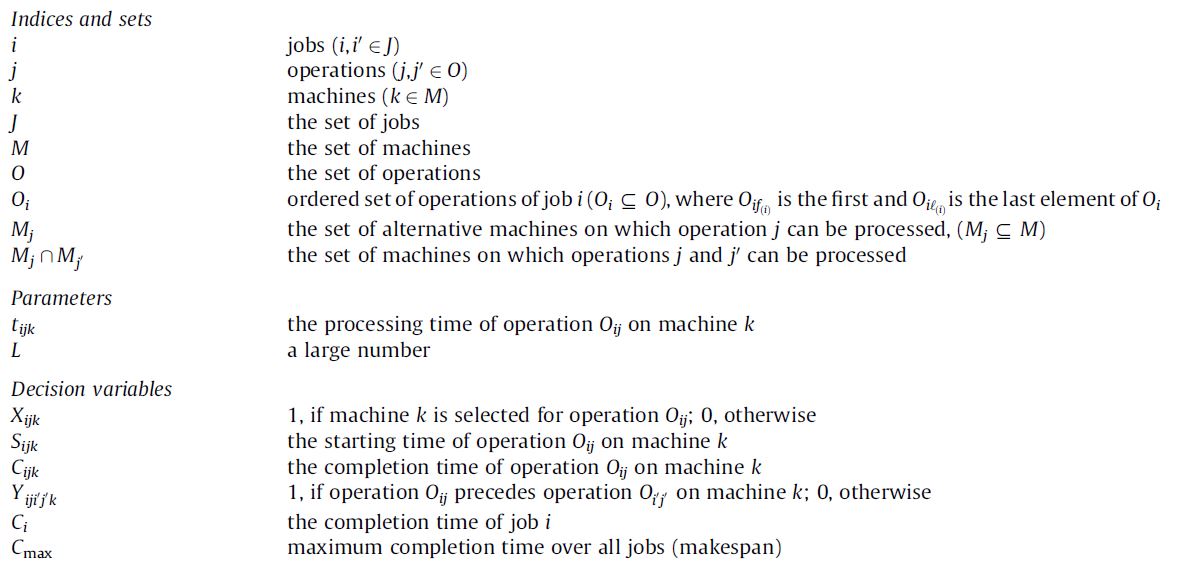 Indices and sets
i jobs (i,i′ ∈ J)
j operations (j,j′ ∈ O)
k machines (k ∈ M)
J the set of jobs
M the set of machines
O the set of operations
O_i ordered set of operations of job i (O_i ⊆ O), where O_{if_{(i)}} is the first and O_{iℓ_{(i)}} is the last element of O_i
M_j the set of alternative machines on which operation j can be processed, (M_j ⊆ M)
M_j ∩ M_{j′} the set of machines on which operations j and j′ can be processed
Parameters
t_{ijk} the processing time of operation O_{ij} on machine k
L a large number
Decision variables
X_{ijk} 1, if machine k is selected for operation O_{ij}; 0, otherwise
S_{ijk} the starting time of operation O_{ij} on machine k
C_{ijk} the completion time of operation O_{ij} on machine k
Y_{iji′j′k} 1, if operation O_{ij} precedes operation O_{i′j′} on machine k; 0, otherwise
C_i the completion time of job i
C_{max} maximum completion time over all jobs (makespan)